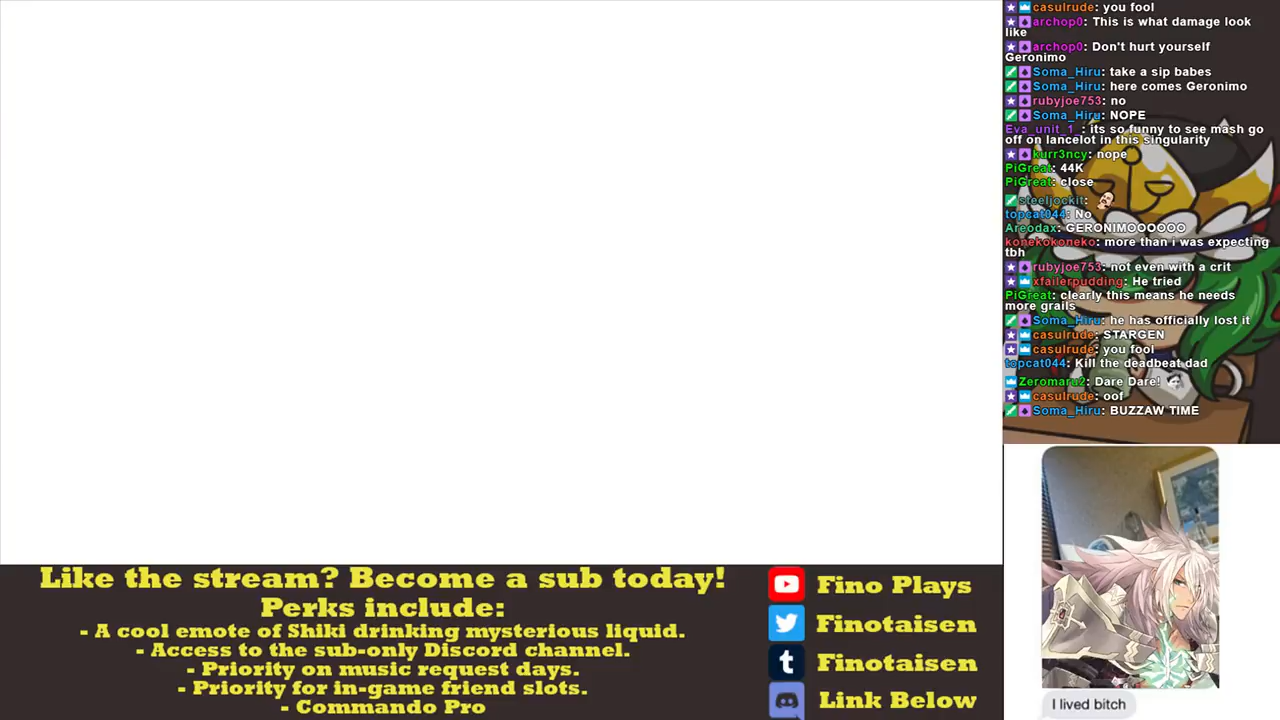 casulrude: you fool
archop0: This is what damage look
like
archop0: Don't hurt yourself
Geronimo
Soma_Hiru: take a sip babes
Soma_Hiru: here comes Geronimo
rubyjoe753: no
Soma_Hiru: NOPE
Eva_unit_1_: its so funny to see mash go
off on lancelot in this singularity
kurr3ncy: nope
PiGreat: 44K
PiGreat: close
steeljockit:
topcat044: No
Areodax: GERONIMOOOOOO
konekokoneko: more than i was expecting
tbh
rubyjoe753: not even with a crit
xfailerpudding: He tried
PiGreat: clearly this means he needs
more grails
Soma_Hiru: he has officially lost it
casulrude: STARGEN
casulrude: you fool
topcat044: Kill the deadbeat dad
Zeromaru2: Dare Dare!
casulrude: oof
Soma_Hiru: BUZZAW TIME
I lived bitch
Like the stream? Become a sub today!
Perks include:
- A cool emote of Shiki drinking mysterious liquid.
- Access to the sub-only Discord channel.
- Priority on music request days.
- Priority for in-game friend slots.
- Commando Pro
Fino Plays
Finotaisen
Finotaisen
Link Below